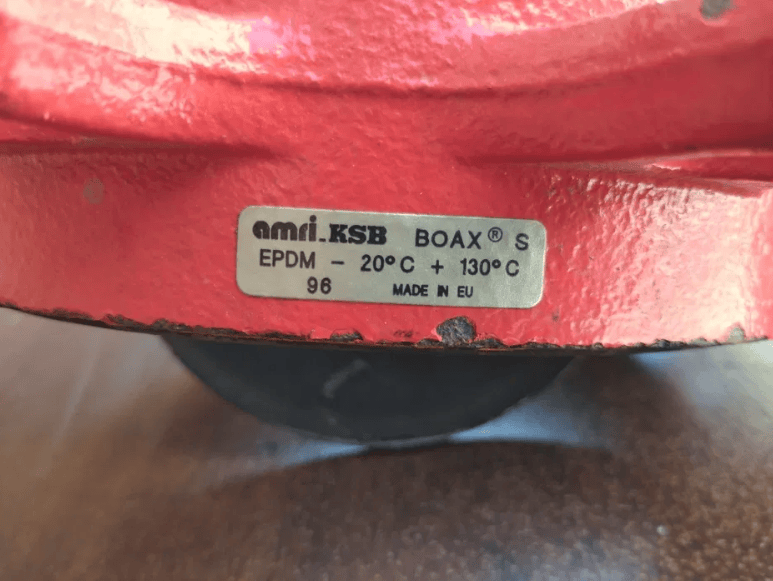 amri-KSB BOAX® S
EPDM - 20°C + 130°C
96 MADE IN EU